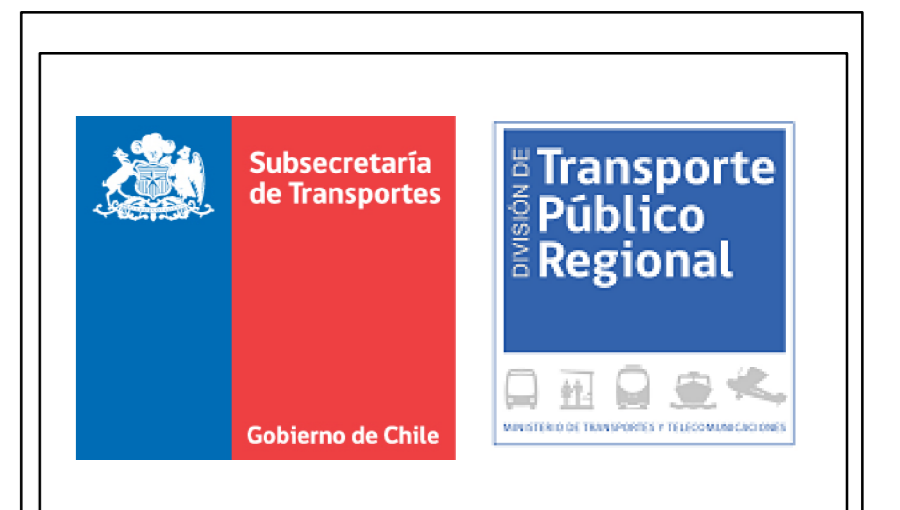 Subsecretaría
de Transportes
Gobierno de Chile
DIVISIÓN DE
Transporte
Público
Regional
MINISTERIO DE TRANSPORTES Y TELECOMUNICACIONES